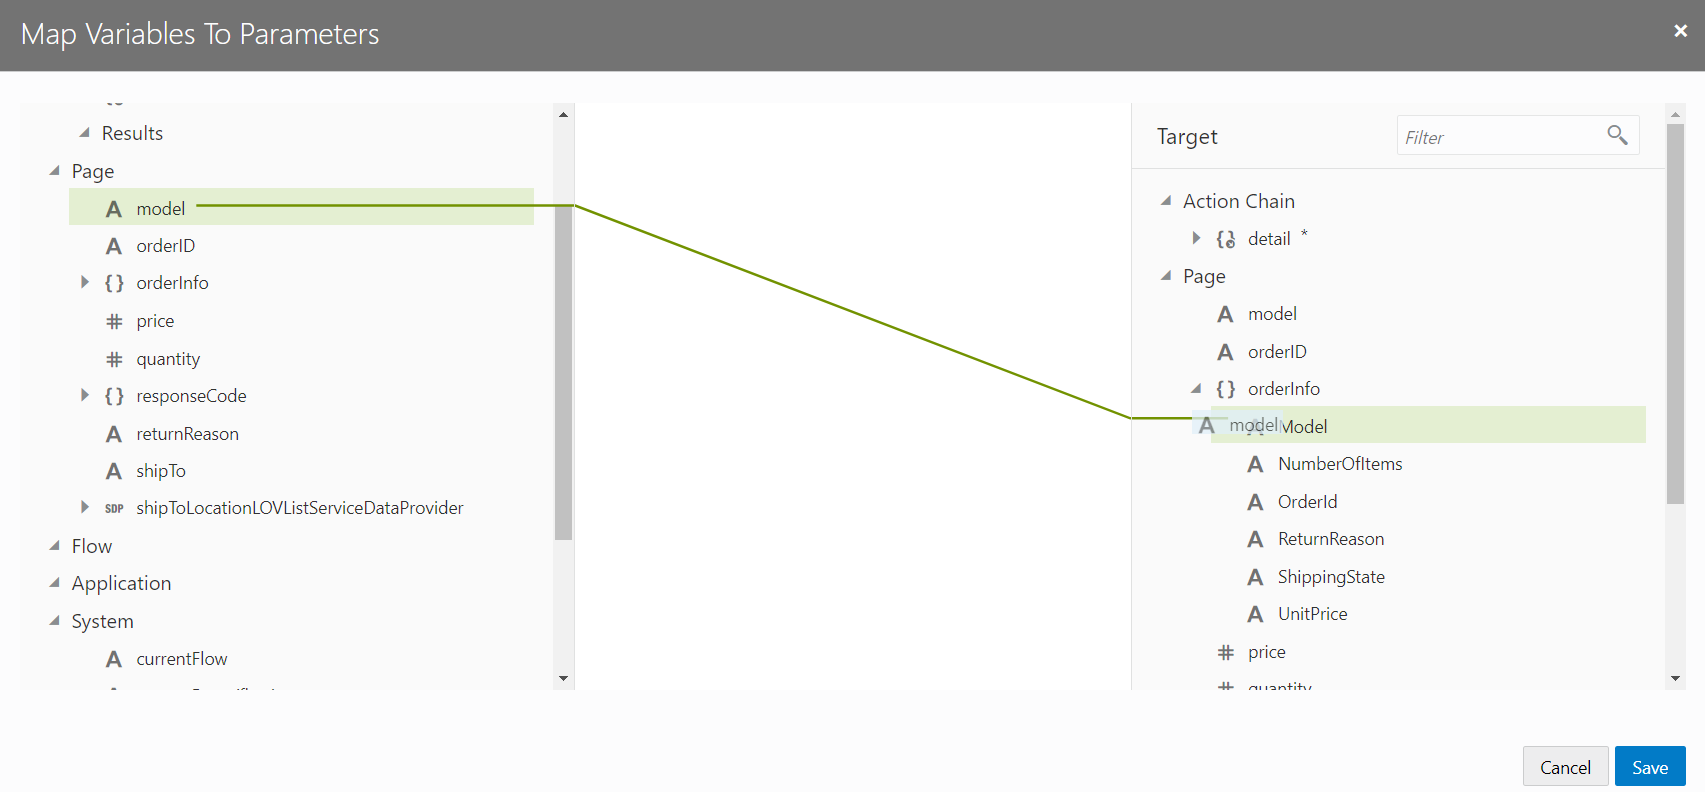 Map Variables To Parameters
×
Results
Page
A model
A orderID
{ } orderInfo
# price
# quantity
{ } responseCode
A returnReason
A shipTo
SDP shipToLocationLOVListServiceDataProvider
Flow
Application
System
A currentFlow
Target
Filter
Action Chain
detail *
Page
A model
A orderID
{ } orderInfo
A model
A Model
A NumberOfItems
A OrderId
A ReturnReason
A ShippingState
A UnitPrice
# price
# quantity
Cancel
Save